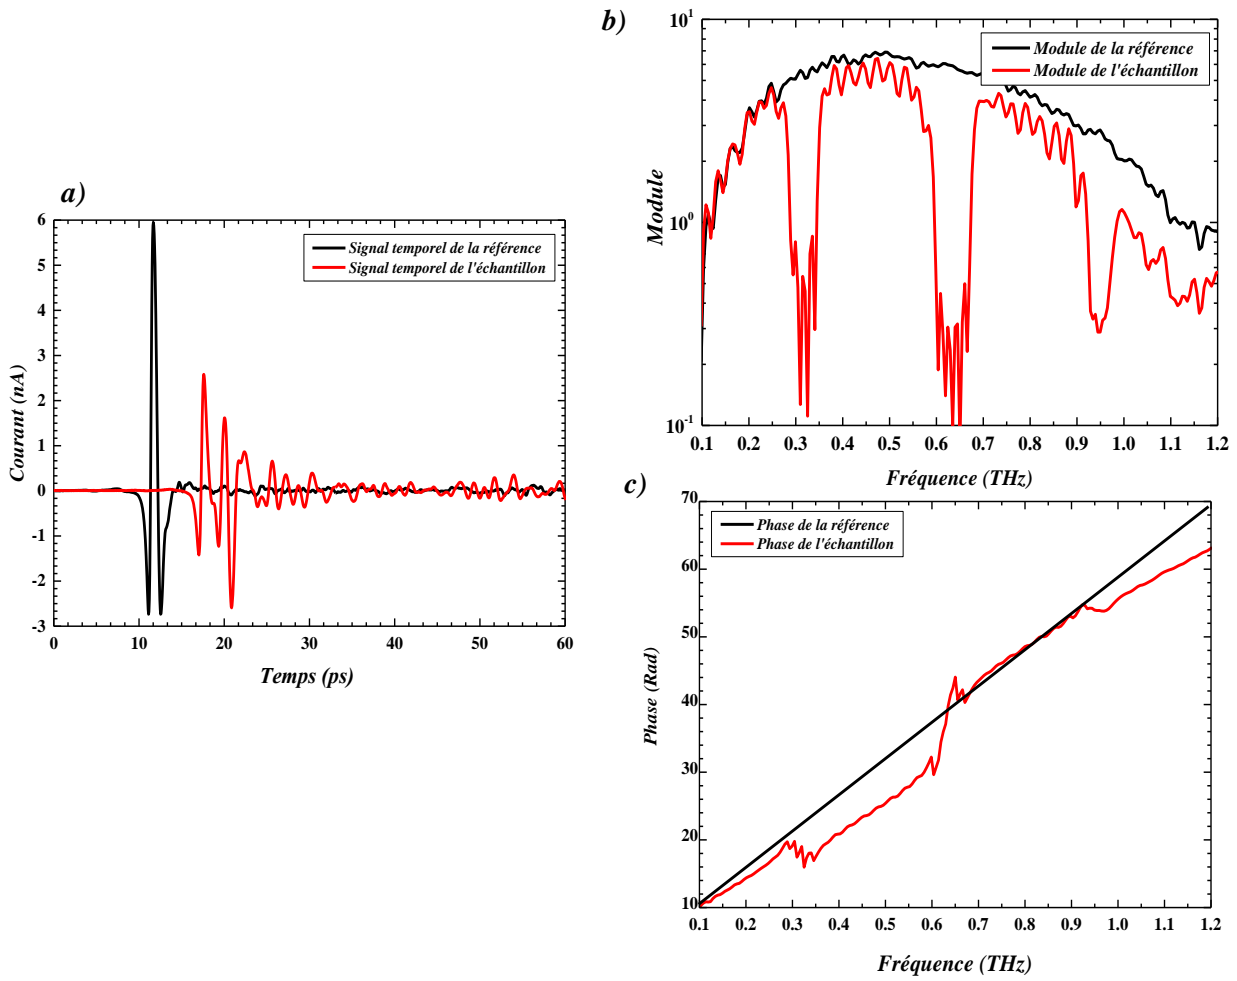 a)
6
5
4
3
2
1
0
-1
-2
-3
0 10 20 30 40 50 60
Courant (nA)
Temps (ps)
Signal temporel de la référence
Signal temporel de l'échantillon
b)
10^1
10^0
10^-1
0.1 0.2 0.3 0.4 0.5 0.6 0.7 0.8 0.9 1.0 1.1 1.2
Module
Fréquence (THz)
Module de la référence
Module de l'échantillon
c)
70
60
50
40
30
20
10
0.1 0.2 0.3 0.4 0.5 0.6 0.7 0.8 0.9 1.0 1.1 1.2
Phase (Rad)
Fréquence (THz)
Phase de la référence
Phase de l'échantillon